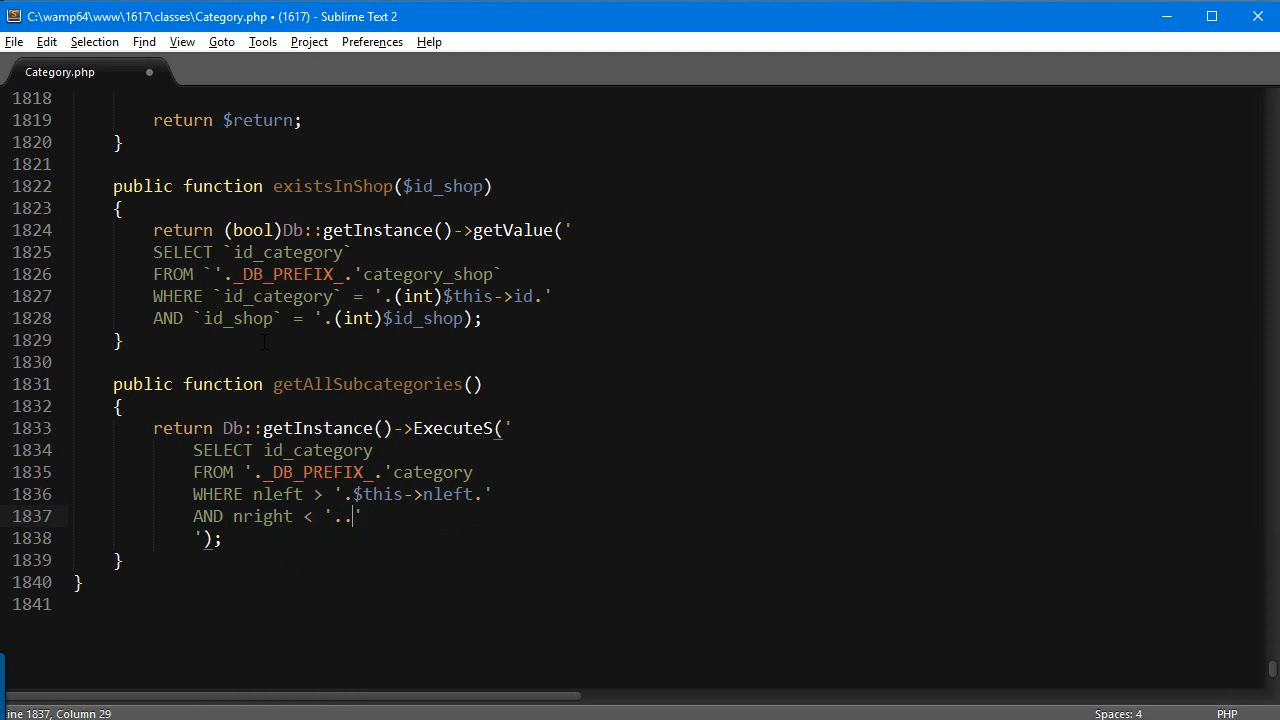 C:\wamp64\www\1617\classes\Category.php • (1617) - Sublime Text 2
File Edit Selection Find View Goto Tools Project Preferences Help
Category.php
1818
1819 return $return;
1820 }
1821
1822 public function existsInShop($id_shop)
1823 {
1824 return (bool)Db::getInstance()->getValue('
1825 SELECT `id_category`
1826 FROM `'._DB_PREFIX_.'category_shop`
1827 WHERE `id_category` = '.(int)$this->id.'
1828 AND `id_shop` = '.(int)$id_shop);
1829 }
1830
1831 public function getAllSubcategories()
1832 {
1833 return Db::getInstance()->ExecuteS('
1834 SELECT id_category
1835 FROM '._DB_PREFIX_.'category
1836 WHERE nleft > '.$this->nleft.'
1837 AND nright < '..'
1838 ');
1839 }
1840 }
1841
ine 1837, Column 29 Spaces: 4 PHP